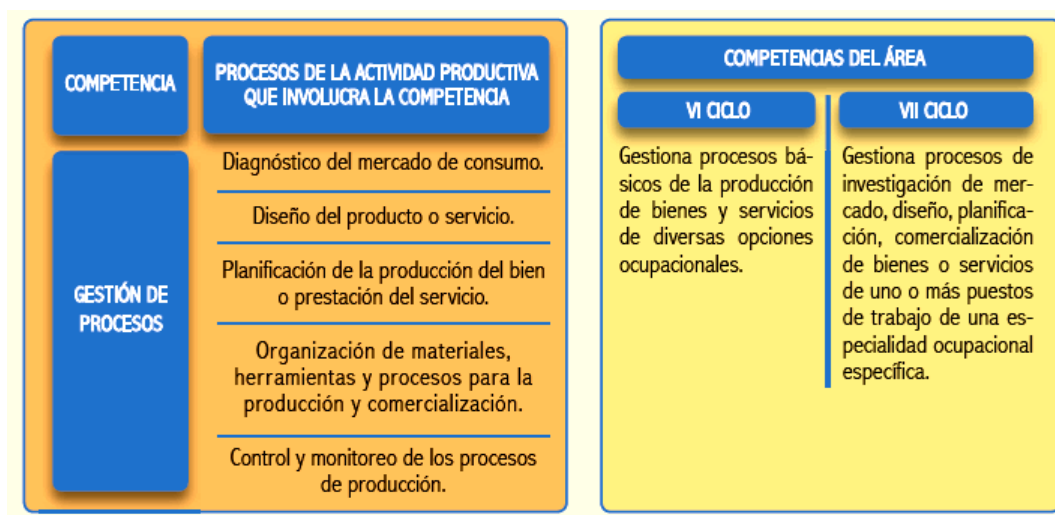 COMPETENCIA
PROCESOS DE LA ACTIVIDAD PRODUCTIVA
QUE INVOLUCRA LA COMPETENCIA
GESTIÓN DE
PROCESOS
Diagnóstico del mercado de consumo.
Diseño del producto o servicio.
Planificación de la producción del bien
o prestación del servicio.
Organización de materiales,
herramientas y procesos para la
producción y comercialización.
Control y monitoreo de los procesos
de producción.
COMPETENCIAS DEL ÁREA
VI CICLO
Gestiona procesos bá-
sicos de la producción
de bienes y servicios
de diversas opciones
ocupacionales.
VII CICLO
Gestiona procesos de
investigación de mer-
cado, diseño, planifica-
ción, comercialización
de bienes o servicios
de uno o más puestos
de trabajo de una es-
pecialidad ocupacional
específica.